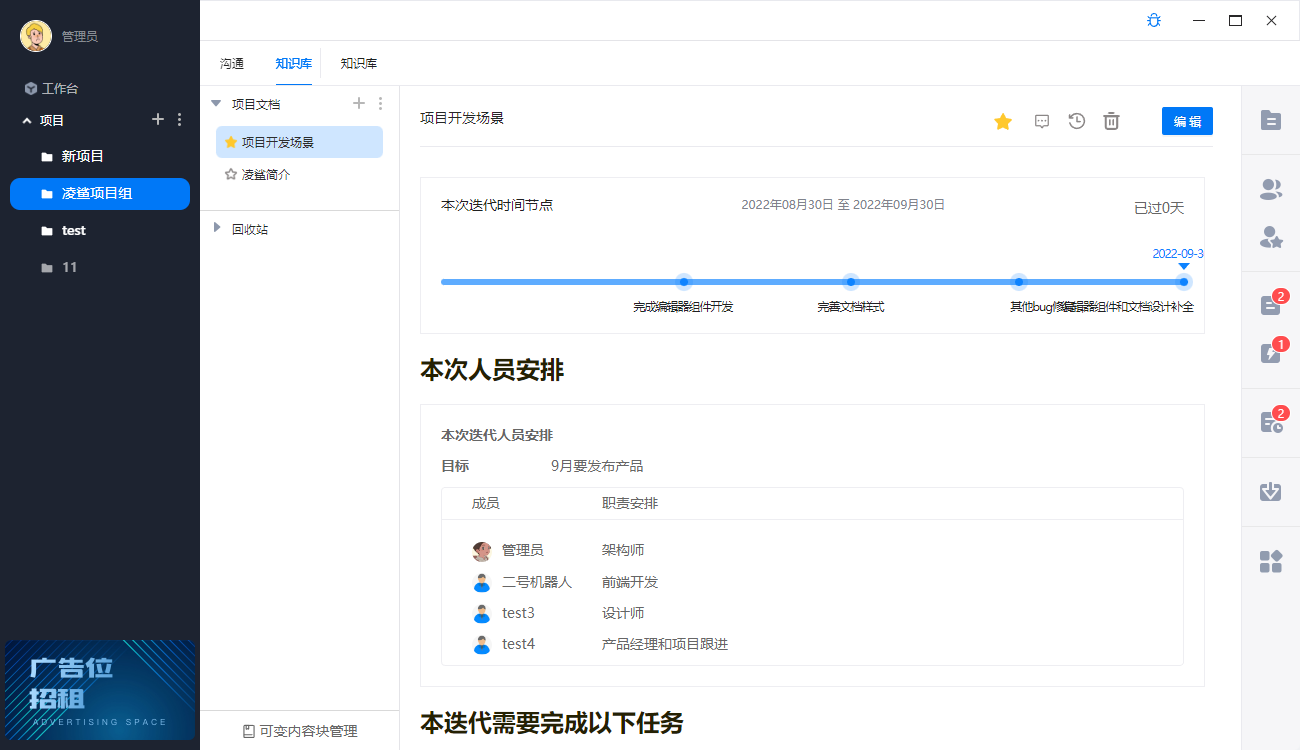 管理员
工作台
项目
新项目
凌鲨项目组
test
11
广告位
招租
ADVERTISING SPACE
沟通
知识库
知识库
项目文档
项目开发场景
凌鲨简介
回收站
可变内容块管理
项目开发场景
编 辑
本次迭代时间节点
2022年08月30日 至 2022年09月30日
已过0天
2022-09-3
完成编辑器组件开发
完善文档样式
其他bug修复
编辑器组件和文档设计补全
本次人员安排
本次迭代人员安排
目标 9月要发布产品
成员 职责安排
管理员 架构师
二号机器人 前端开发
test3 设计师
test4 产品经理和项目跟进
本迭代需要完成以下任务
2
1
2